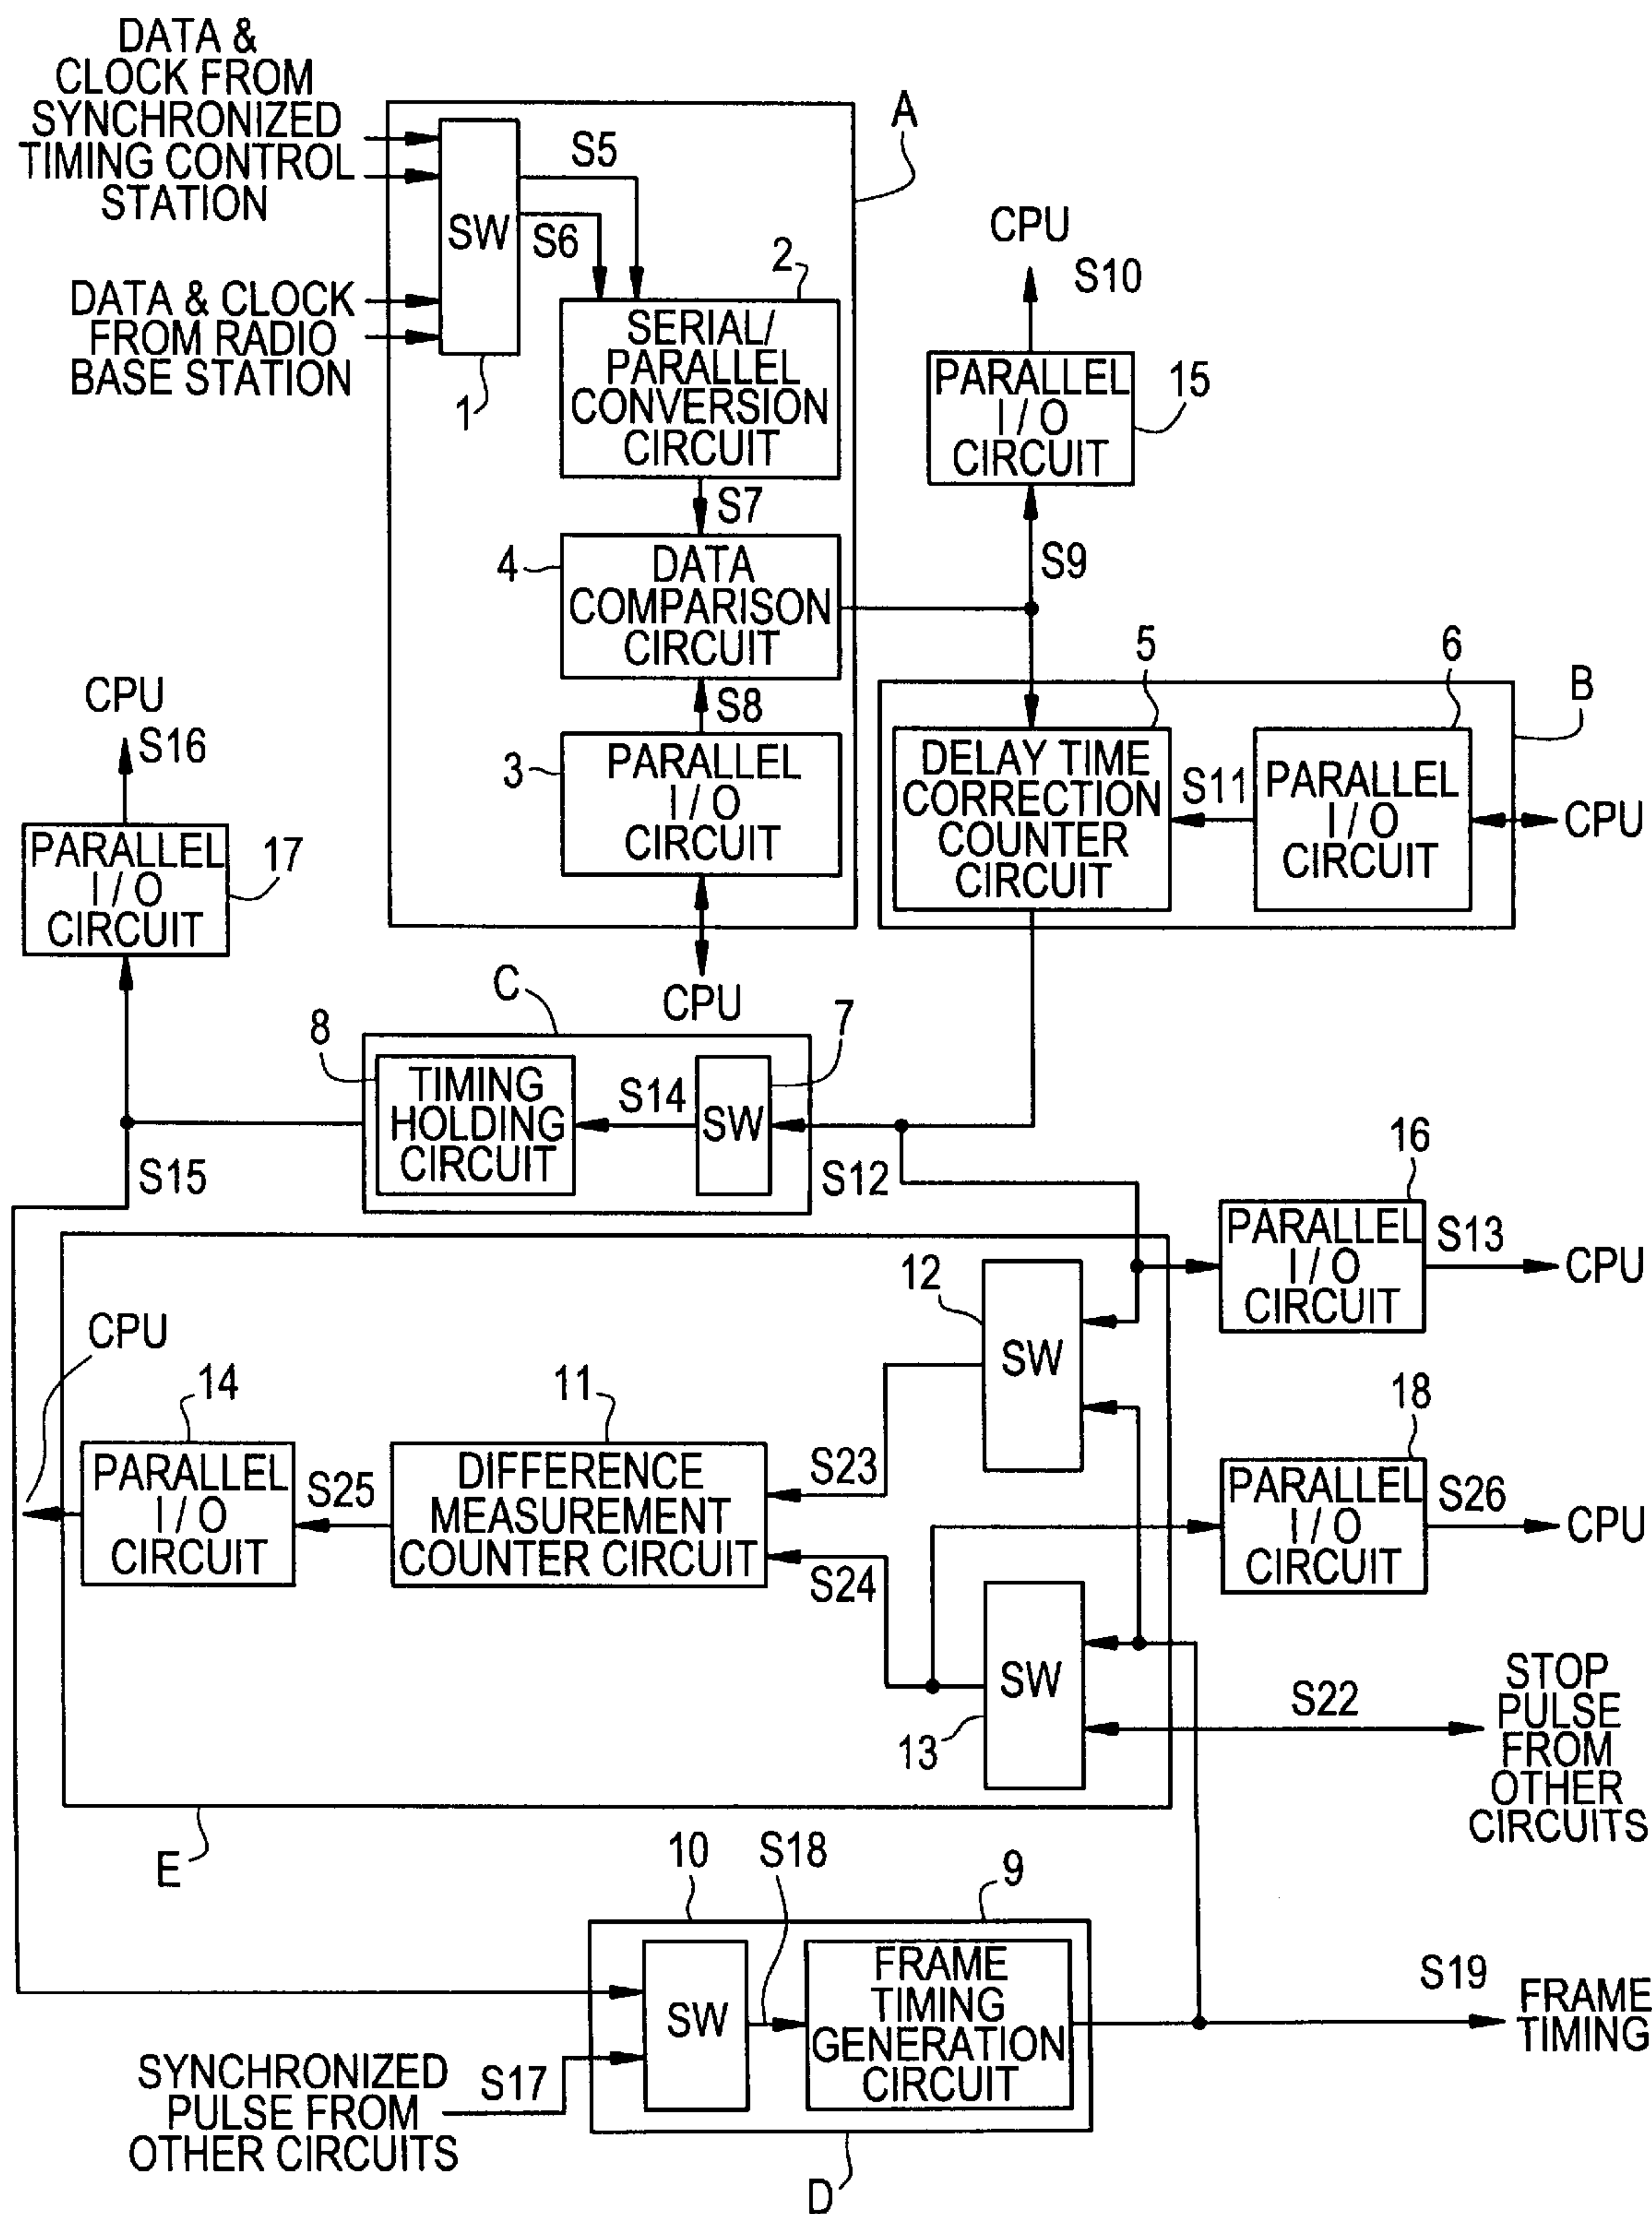 DATA &
CLOCK FROM
SYNCHRONIZED
TIMING CONTROL
STATION
DATA & CLOCK
FROM RADIO
BASE STATION
SW
1
S5
S6
A
2
SERIAL/
PARALLEL
CONVERSION
CIRCUIT
S7
4
DATA
COMPARISON
CIRCUIT
S8
3
PARALLEL
I/O
CIRCUIT
CPU
CPU
S10
PARALLEL
I/O
CIRCUIT
15
S9
5
6
B
DELAY TIME
CORRECTION
COUNTER
CIRCUIT
S11
PARALLEL
I/O
CIRCUIT
CPU
CPU
S16
PARALLEL
I/O
CIRCUIT
17
C
8
7
TIMING
HOLDING
CIRCUIT
S14
SW
S12
S15
16
PARALLEL
I/O
CIRCUIT
S13
CPU
12
SW
CPU
14
PARALLEL
I/O
CIRCUIT
S25
11
DIFFERENCE
MEASUREMENT
COUNTER CIRCUIT
S23
S24
18
PARALLEL
I/O
CIRCUIT
S26
CPU
SW
13
S22
STOP
PULSE
FROM
OTHER
CIRCUITS
E
10
S18
9
SW
FRAME
TIMING
GENERATION
CIRCUIT
S19
FRAME
TIMING
SYNCHRONIZED
PULSE FROM
OTHER CIRCUITS
S17
D